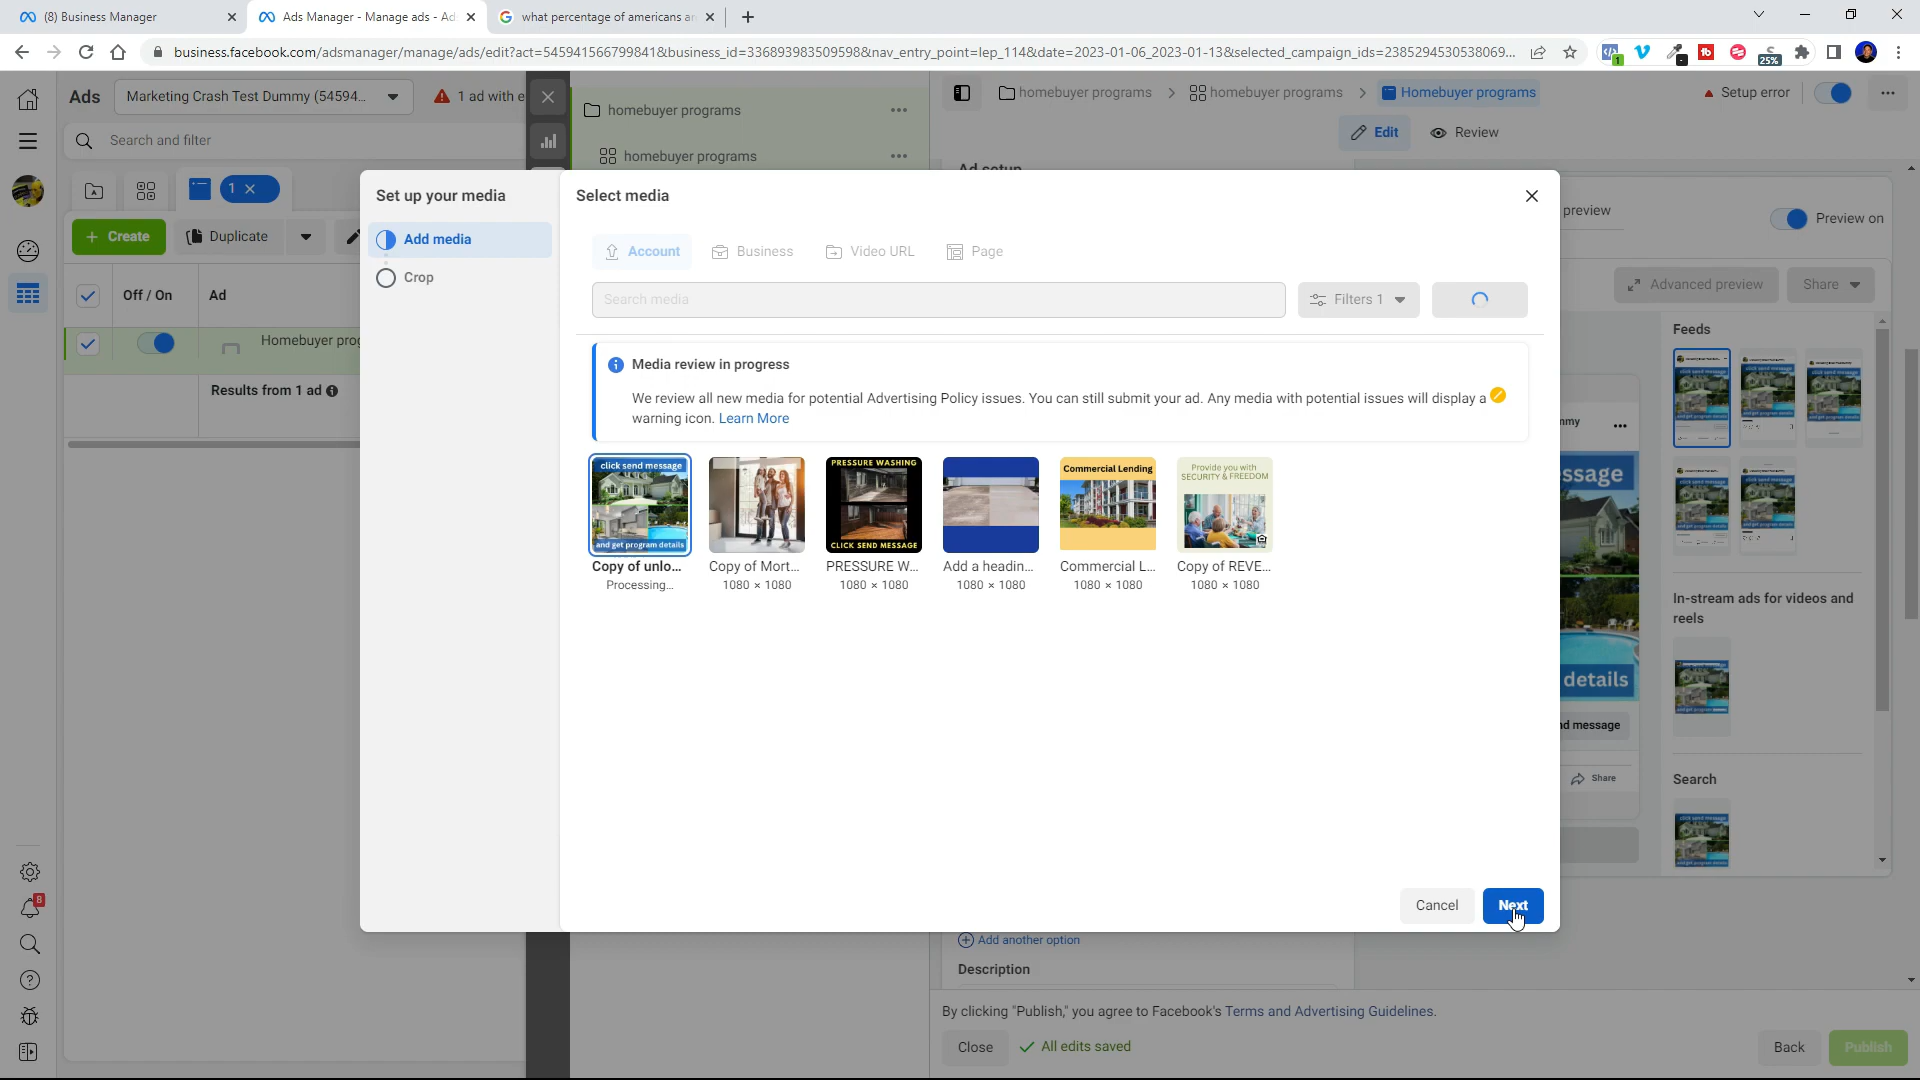 (8) Business Manager
Ads Manager - Manage ads - Ad
what percentage of americans ar
business.facebook.com/adsmanager/manage/ads/edit?act=545941566799841&business_id=336893983509598&nav_entry_point=lep_114&date=2023-01-06_2023-01-13&selected_campaign_ids=2385294530538069...
1
25%
Ads
Marketing Crash Test Dummy (54594...
1 ad with e
Search and filter
1
+ Create
Duplicate
Off / On
Ad
Homebuyer prog
Results from 1 ad
8
homebuyer programs
homebuyer programs
homebuyer programs
homebuyer programs
Homebuyer programs
Setup error
Edit
Review
Ad setup
preview
Preview on
Advanced preview
Share
Set up your media
Add media
Crop
Select media
Account
Business
Video URL
Page
Search media
Filters 1
Media review in progress
We review all new media for potential Advertising Policy issues. You can still submit your ad. Any media with potential issues will display a
warning icon. Learn More
click send message
and get program details
Copy of unlo...
Processing...
Copy of Mort...
1080 × 1080
PRESSURE WASHING
CLICK SEND MESSAGE
PRESSURE W...
1080 × 1080
Add a headin...
1080 × 1080
Commercial Lending
Commercial L...
1080 × 1080
Provide you with
SECURITY & FREEDOM
Copy of REVE...
1080 × 1080
Cancel
Next
Feeds
mmy
ssage
details
nd message
Share
In-stream ads for videos and
reels
Search
Add another option
Description
By clicking "Publish," you agree to Facebook's Terms and Advertising Guidelines.
Close
All edits saved
Back
Publish